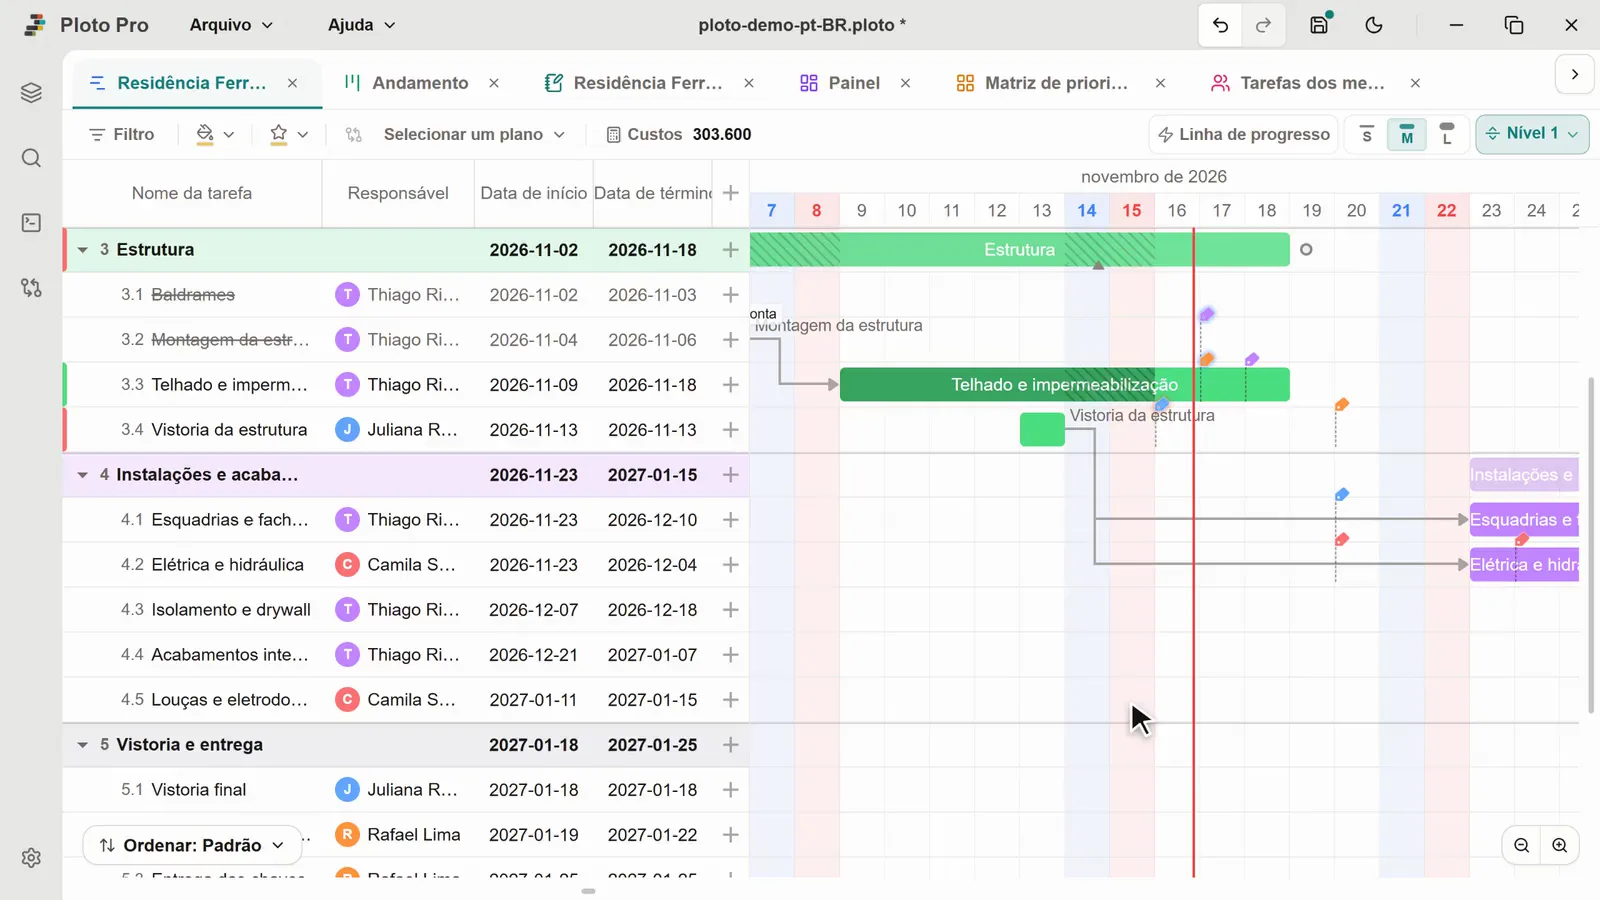 Ploto Pro
Arquivo
Ajuda
ploto-demo-pt-BR.ploto *
Residência Ferr...
Andamento
Residência Ferr...
Painel
Matriz de priori...
Tarefas dos me...
Filtro
Selecionar um plano
Custos 303.600
Linha de progresso
S
M
L
Nível 1
Nome da tarefa
Responsável
Data de início
Data de términ
novembro de 2026
7 8 9 10 11 12 13 14 15 16 17 18 19 20 21 22 23 24 2
3 Estrutura 2026-11-02 2026-11-18
Estrutura
3.1 Baldrames T Thiago Ri... 2026-11-02 2026-11-03
onta
Montagem da estrutura
3.2 Montagem da estr... T Thiago Ri... 2026-11-04 2026-11-06
3.3 Telhado e imperm... T Thiago Ri... 2026-11-09 2026-11-18
Telhado e impermeabilização
Vistoria da estrutura
3.4 Vistoria da estrutura J Juliana R... 2026-11-13 2026-11-13
4 Instalações e acaba... 2026-11-23 2027-01-15
Instalações e
4.1 Esquadrias e fach... T Thiago Ri... 2026-11-23 2026-12-10
Esquadrias e
4.2 Elétrica e hidráulica C Camila S... 2026-11-23 2026-12-04
Elétrica e hidr
4.3 Isolamento e drywall T Thiago Ri... 2026-12-07 2026-12-18
4.4 Acabamentos inte... T Thiago Ri... 2026-12-21 2027-01-07
4.5 Louças e eletrodo... C Camila S... 2027-01-11 2027-01-15
5 Vistoria e entrega 2027-01-18 2027-01-25
5.1 Vistoria final J Juliana R... 2027-01-18 2027-01-18
R Rafael Lima 2027-01-19 2027-01-22
Ordenar: Padrão